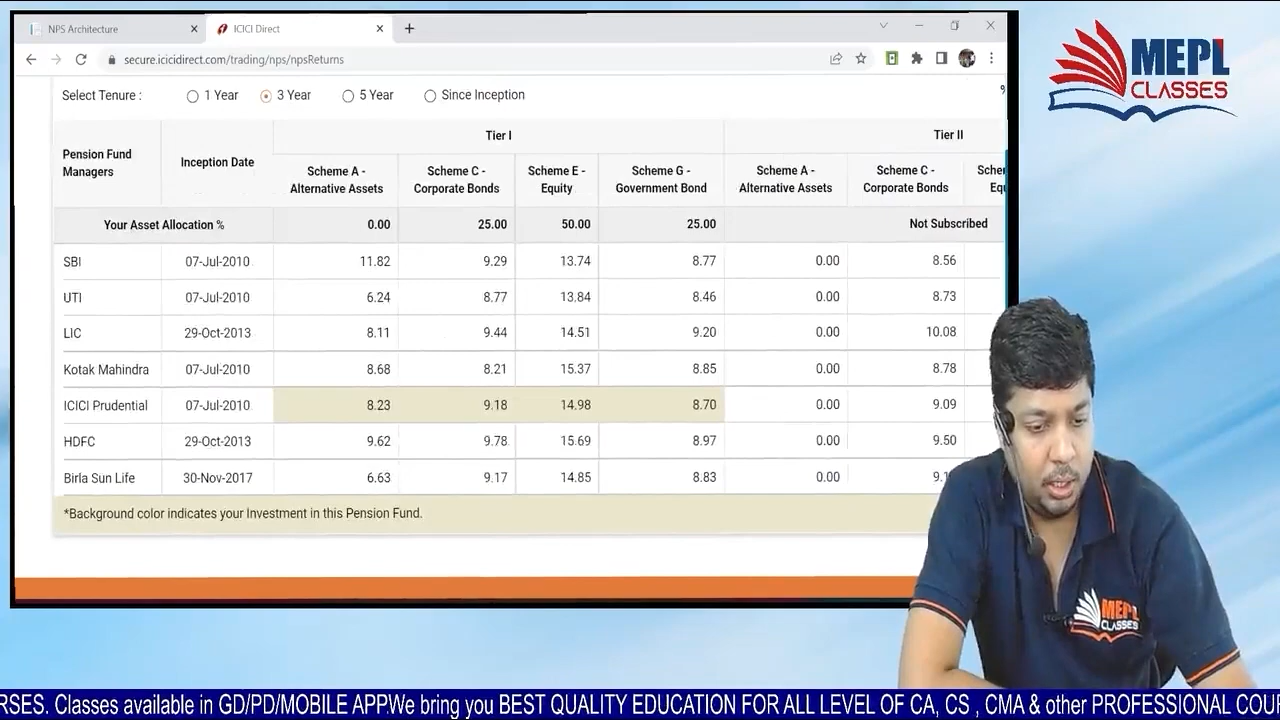 NPS Architecture
ICICI Direct
secure.icicidirect.com/trading/nps/npsReturns
MEPL
CLASSES
Select Tenure : 1 Year 3 Year 5 Year Since Inception %
Pension Fund Managers Inception Date Tier I Tier II
Scheme A - Alternative Assets Scheme C - Corporate Bonds Scheme E - Equity Scheme G - Government Bond Scheme A - Alternative Assets Scheme C - Corporate Bonds
Your Asset Allocation % 0.00 25.00 50.00 25.00 Not Subscribed
SBI 07-Jul-2010 11.82 9.29 13.74 8.77 0.00 8.56
UTI 07-Jul-2010 6.24 8.77 13.84 8.46 0.00 8.73
LIC 29-Oct-2013 8.11 9.44 14.51 9.20 0.00 10.08
Kotak Mahindra 07-Jul-2010 8.68 8.21 15.37 8.85 0.00 8.78
ICICI Prudential 07-Jul-2010 8.23 9.18 14.98 8.70 0.00 9.09
HDFC 29-Oct-2013 9.62 9.78 15.69 8.97 0.00 9.50
Birla Sun Life 30-Nov-2017 6.63 9.17 14.85 8.83 0.00
*Background color indicates your Investment in this Pension Fund.
MEPL
CLASSES
RSES. Classes available in GD/PD/MOBILE APP.We bring you BEST QUALITY EDUCATION FOR ALL LEVEL OF CA, CS , CMA & other PROFESSIONAL COU